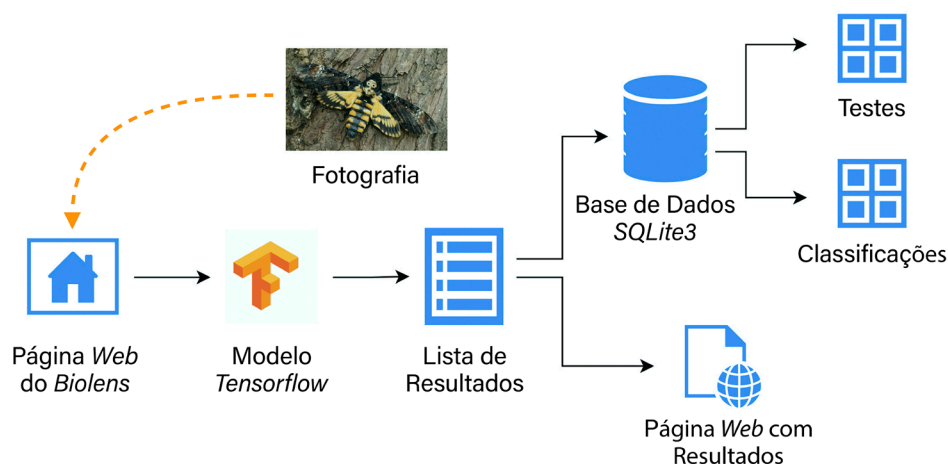 Fotografia
Testes
Base de Dados
SQLite3
Classificações
Página Web
do Biolens
Modelo
Tensorflow
Lista de
Resultados
Página Web com
Resultados